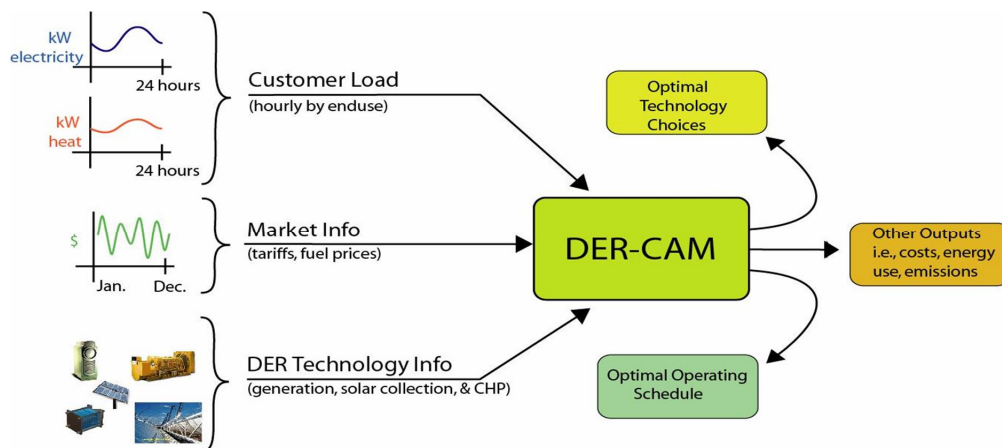 kW
electricity
24 hours
kW
heat
24 hours
Customer Load
(hourly by enduse)
$
Jan.
Dec.
Market Info
(tariffs, fuel prices)
DER Technology Info
(generation, solar collection, & CHP)
DER-CAM
Optimal
Technology
Choices
Other Outputs
i.e., costs, energy
use, emissions
Optimal Operating
Schedule